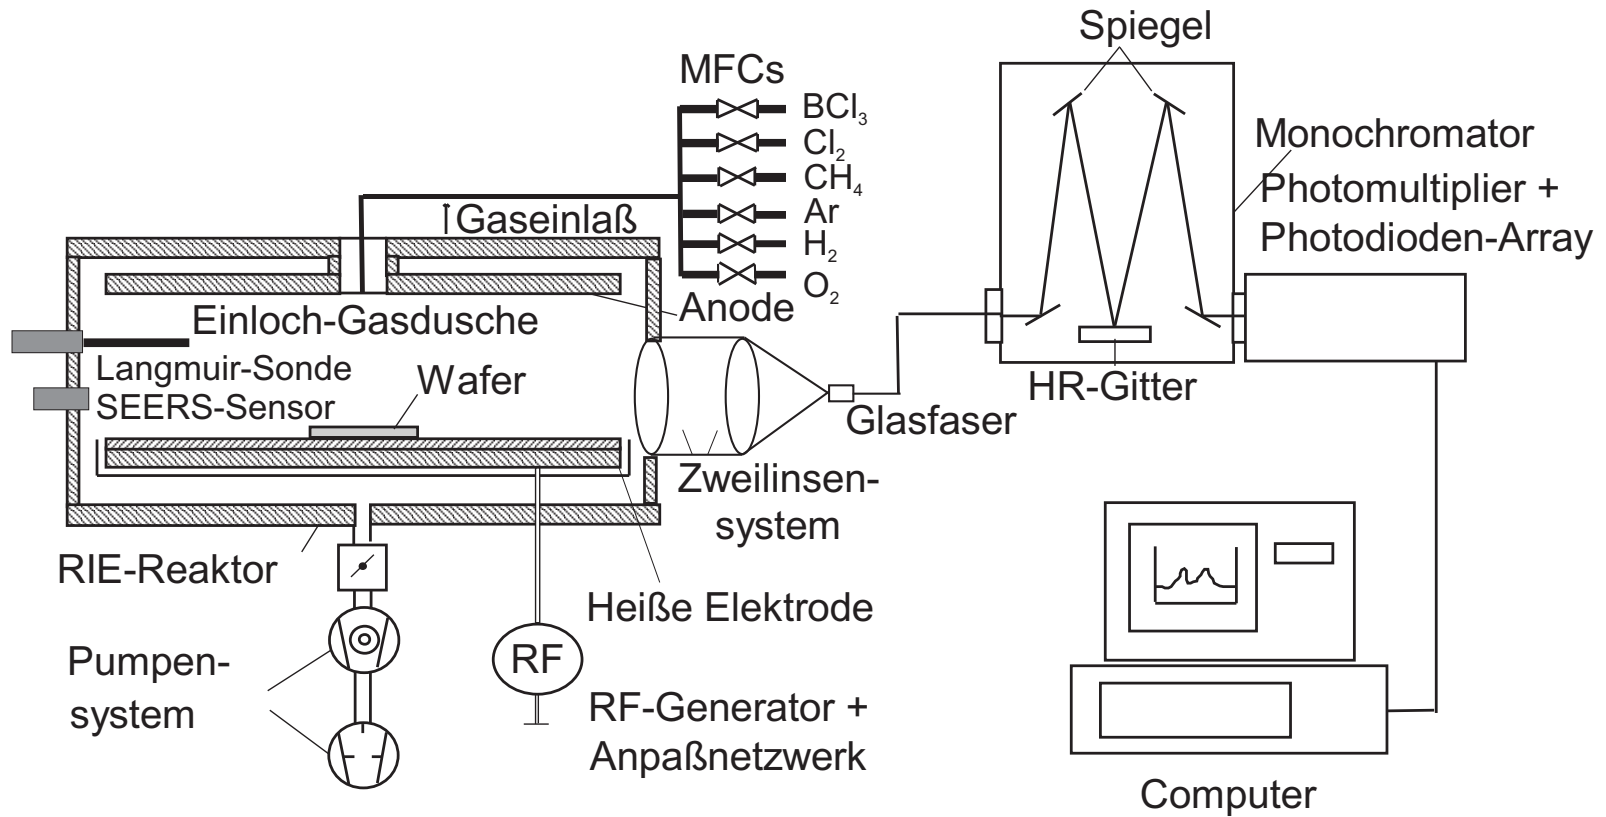 Spiegel
MFCs
BCl₃
Cl₂
CH₄
Ar
H₂
O₂
Monochromator
Photomultiplier +
Photodioden-Array
Gaseinlaß
Einloch-Gasdusche
Anode
Langmuir-Sonde
SEERS-Sensor
Wafer
HR-Gitter
Glasfaser
Zweilinsen-
system
RIE-Reaktor
Heiße Elektrode
Pumpen-
system
RF
RF-Generator +
Anpaßnetzwerk
Computer